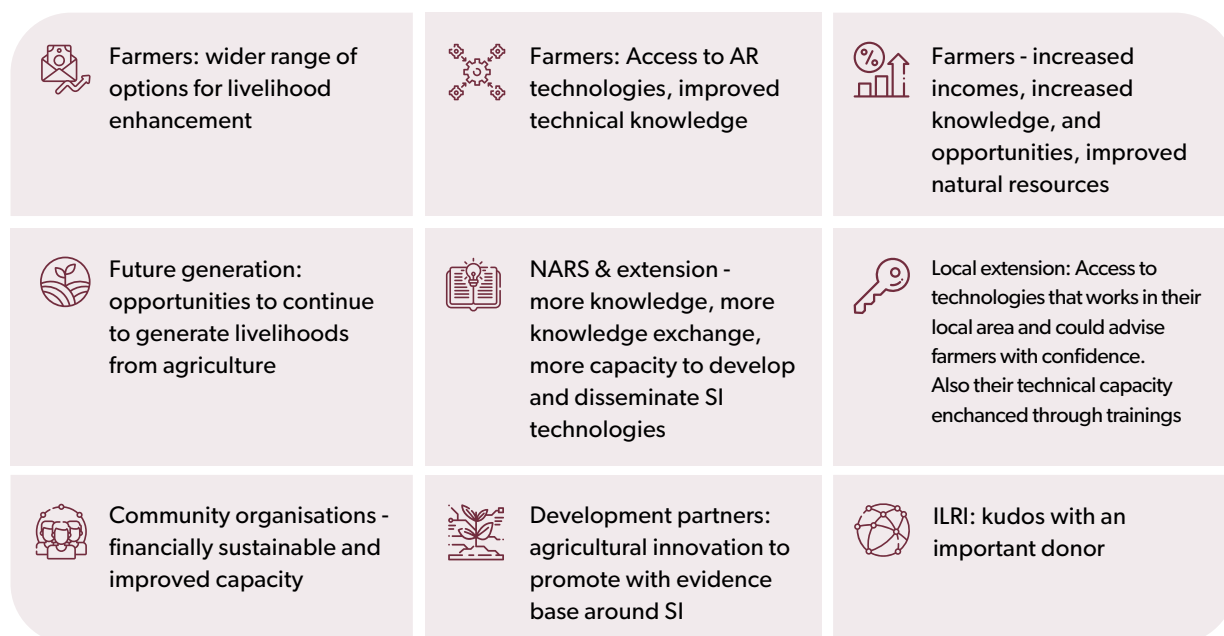 Farmers: wider range of
options for livelihood
enhancement
Farmers: Access to AR
technologies, improved
technical knowledge
Farmers - increased
incomes, increased
knowledge, and
opportunities, improved
natural resources
Future generation:
opportunities to continue
to generate livelihoods
from agriculture
NARS & extension -
more knowledge, more
knowledge exchange,
more capacity to develop
and disseminate SI
technologies
Local extension: Access to
technologies that works in their
local area and could advise
farmers with confidence.
Also their technical capacity
enchanced through trainings
Community organisations -
financially sustainable and
improved capacity
Development partners:
agricultural innovation to
promote with evidence
base around SI
ILRI: kudos with an
important donor